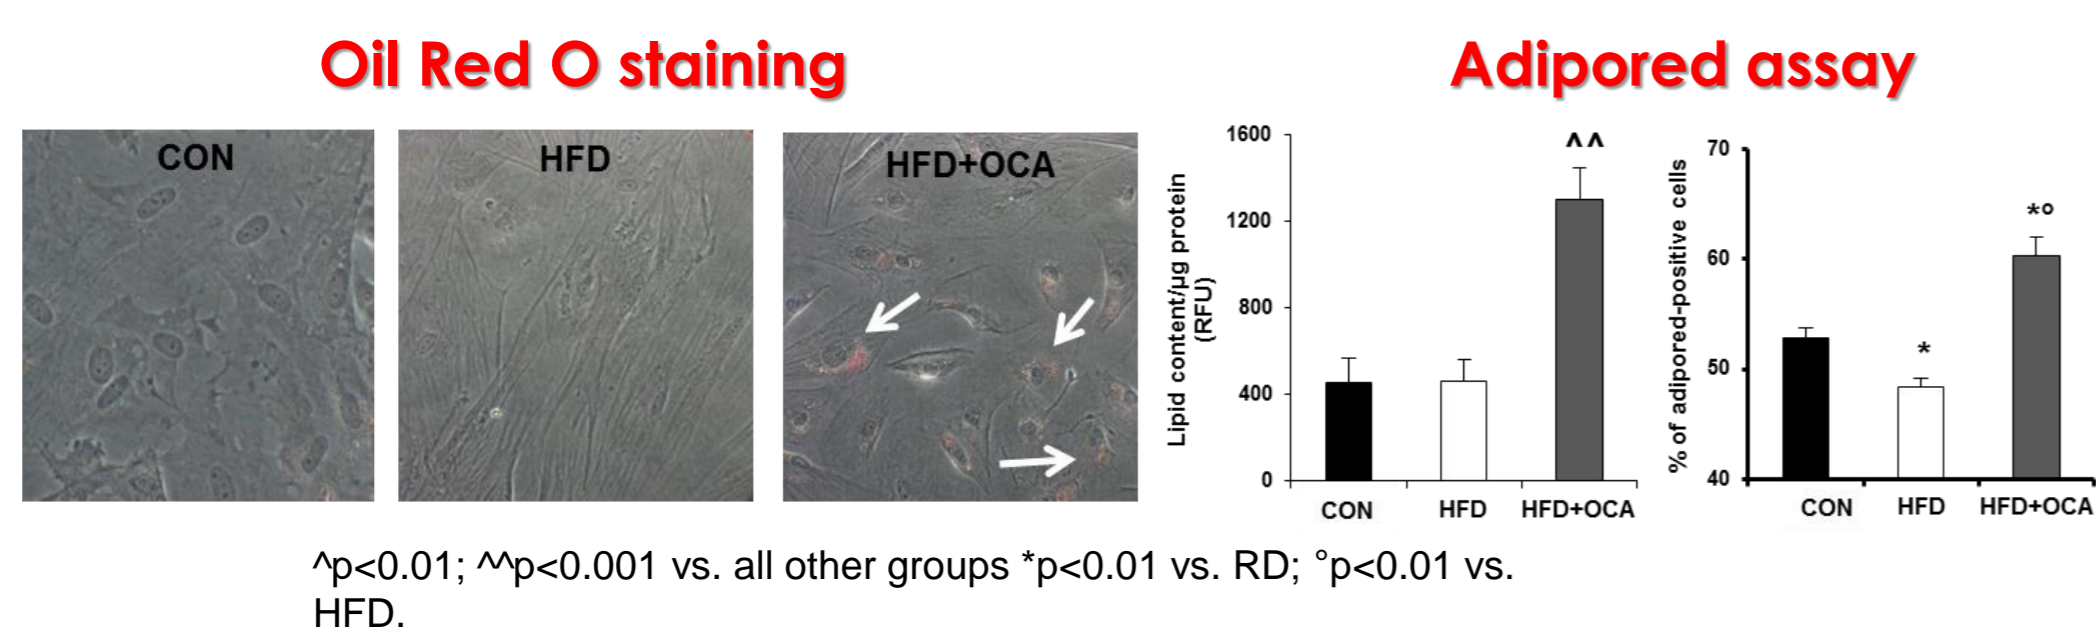 Oil Red O staining
Adipored assay
CON
HFD
HFD+OCA
Lipid content/µg protein
(RFU)
1600
1200
800
400
0
^^
CON
HFD
HFD+OCA
% of adipored-positive cells
70
60
50
40
*
*°
CON
HFD
HFD+OCA
^p<0.01; ^^p<0.001 vs. all other groups *p<0.01 vs. RD; °p<0.01 vs.
HFD.